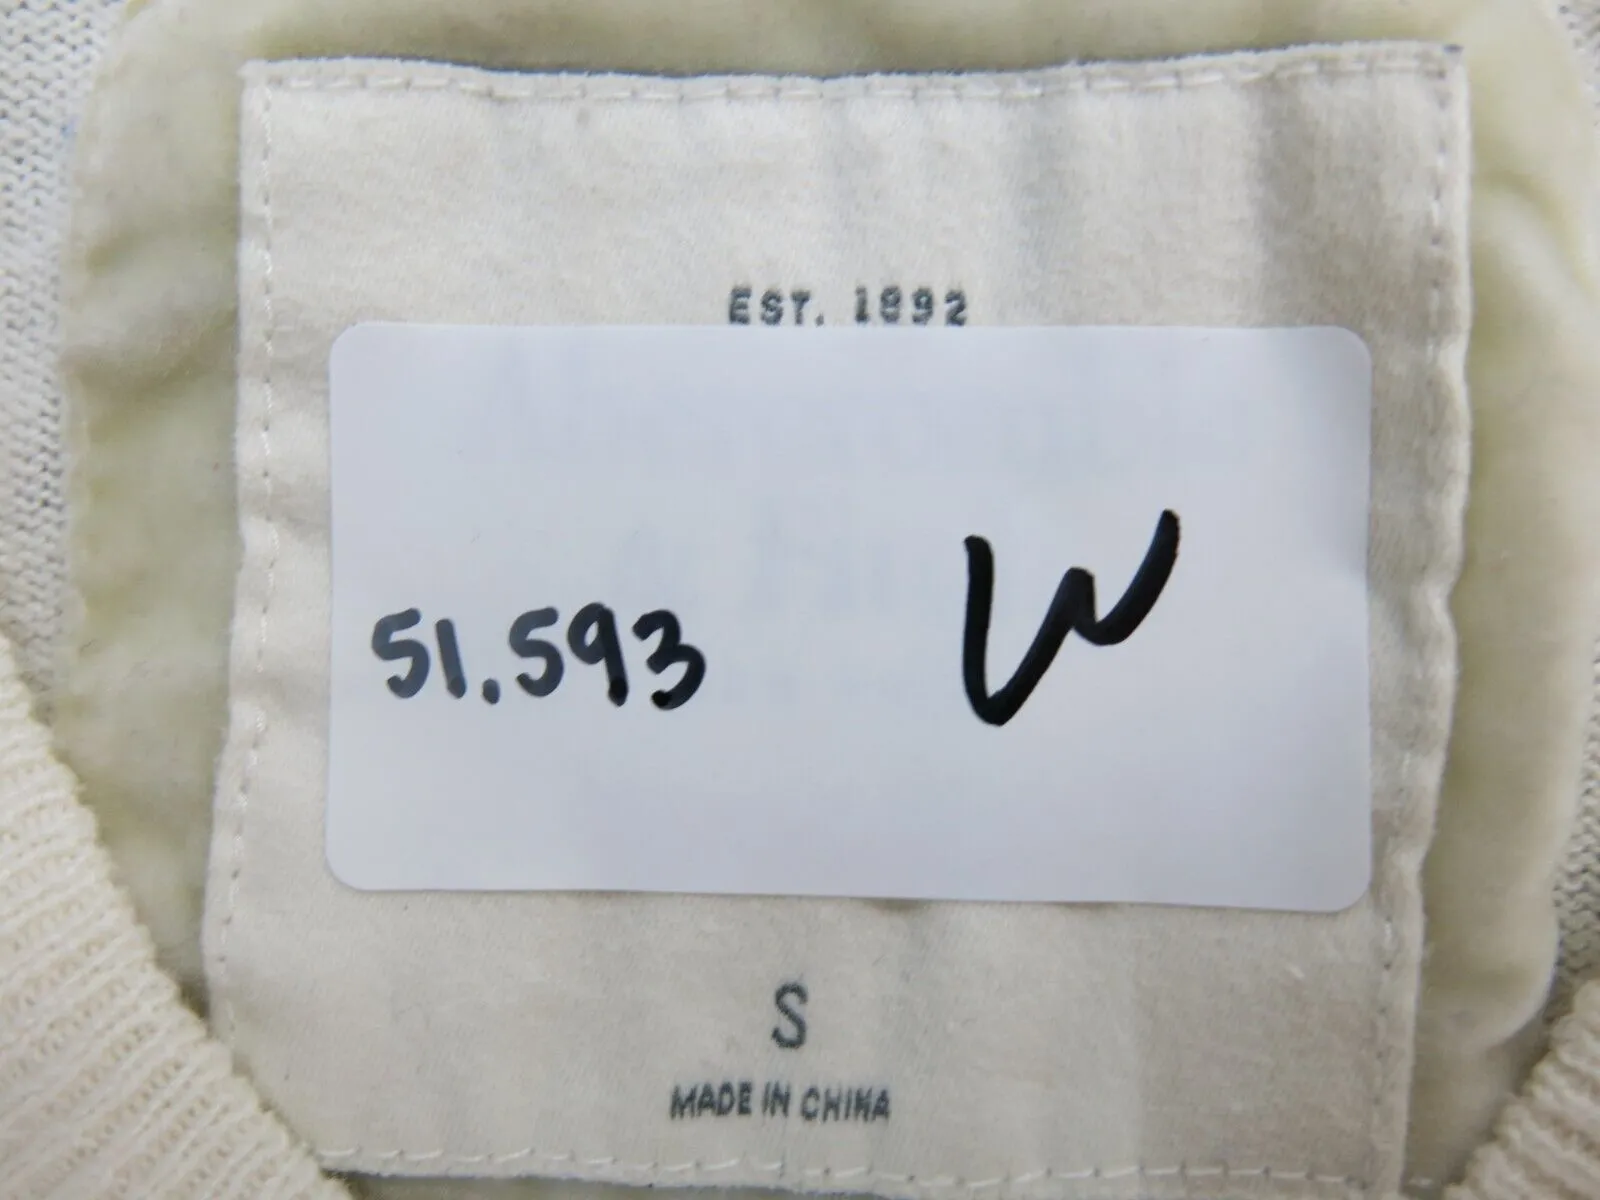 EST. 1892
51.593 W
S
MADE IN CHINA